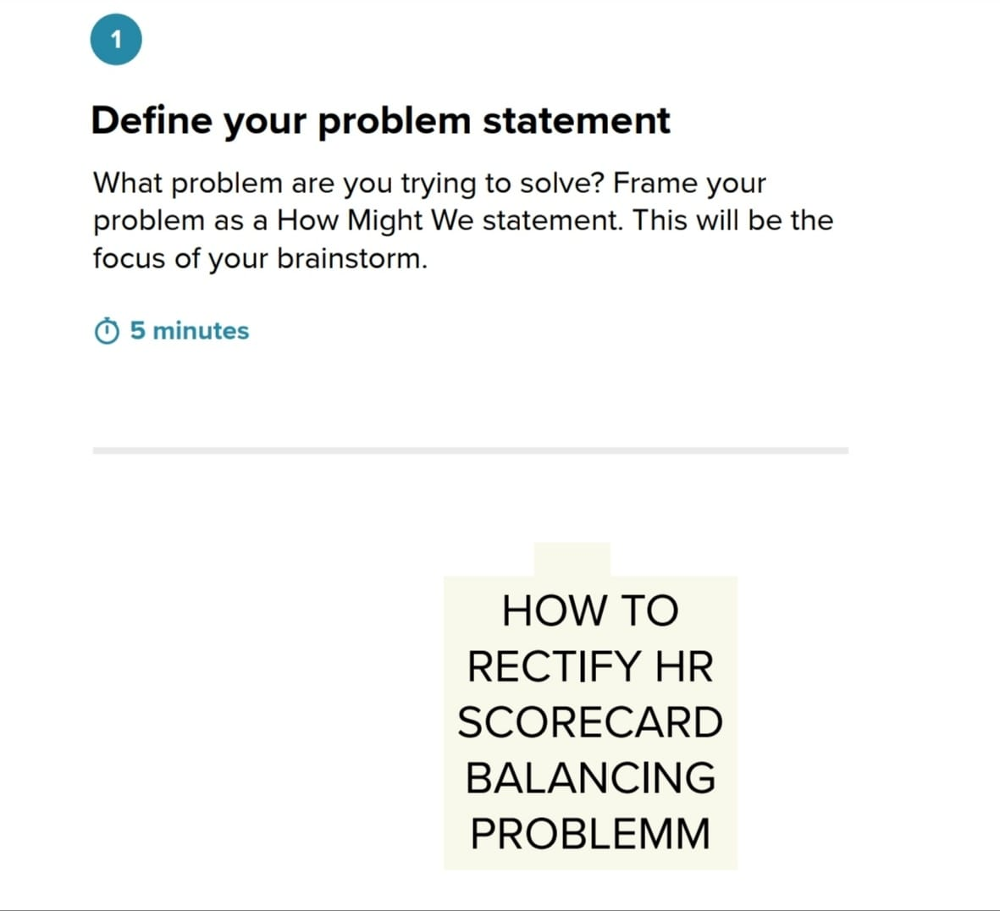 1
Define your problem statement
What problem are you trying to solve? Frame your
problem as a How Might We statement. This will be the
focus of your brainstorm.
5 minutes
HOW TO
RECTIFY HR
SCORECARD
BALANCING
PROBLEMM